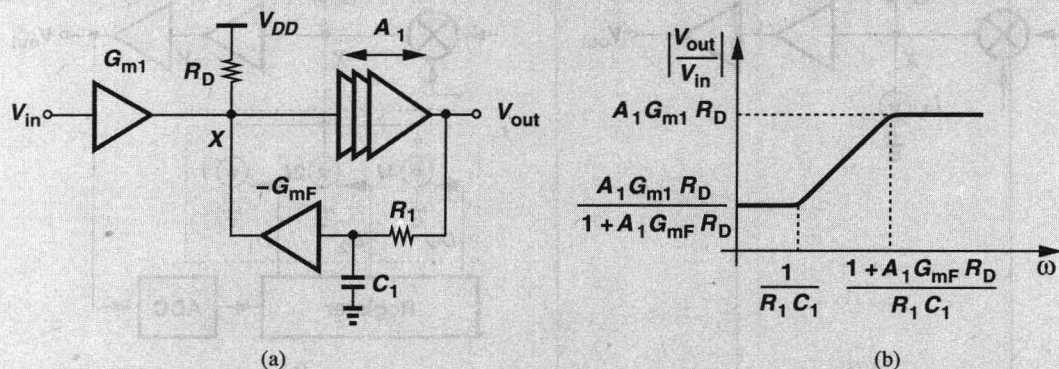 V_DD
A_1
G_m1
R_D
V_in
X
V_out
−G_mF
R_1
C_1
(a)
|V_out / V_in|
A_1 G_m1 R_D
A_1 G_m1 R_D
1 + A_1 G_mF R_D
1
R_1 C_1
1 + A_1 G_mF R_D
R_1 C_1
ω
(b)